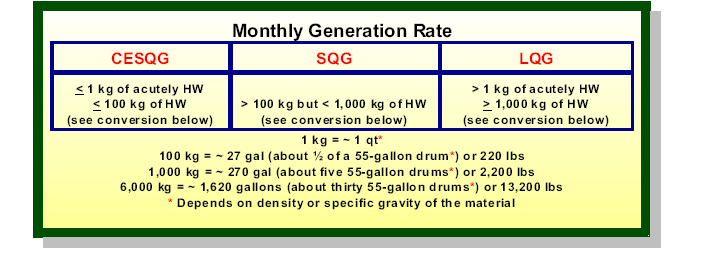 Monthly Generation Rate
CESQG
SQG
LQG
≤ 1 kg of acutely HW
≤ 100 kg of HW
(see conversion below)
> 100 kg but < 1,000 kg of HW
(see conversion below)
> 1 kg of acutely HW
≥ 1,000 kg of HW
(see conversion below)
1 kg = ~ 1 qt*
100 kg = ~ 27 gal (about ½ of a 55-gallon drum*) or 220 lbs
1,000 kg = ~ 270 gal (about five 55-gallon drums*) or 2,200 lbs
6,000 kg = ~ 1,620 gallons (about thirty 55-gallon drums*) or 13,200 lbs
* Depends on density or specific gravity of the material